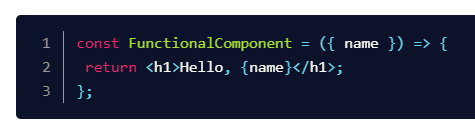 1 const FunctionalComponent = ({ name }) => {
2  return <h1>Hello, {name}</h1>;
3 };